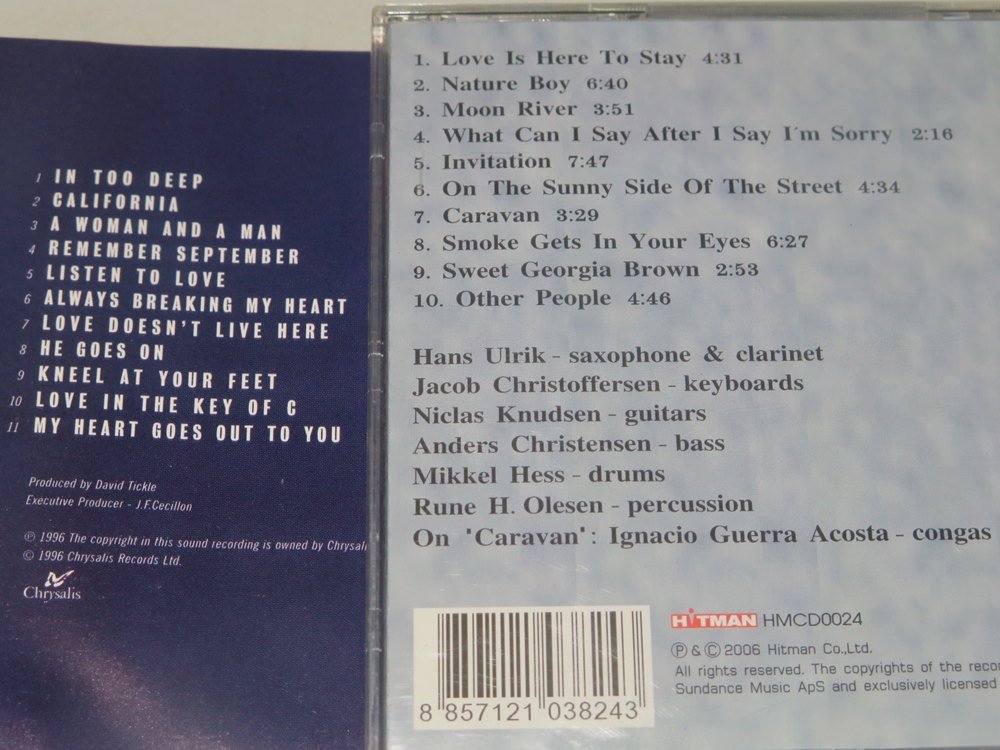 1 IN TOO DEEP
2 CALIFORNIA
3 A WOMAN AND A MAN
4 REMEMBER SEPTEMBER
5 LISTEN TO LOVE
6 ALWAYS BREAKING MY HEART
7 LOVE DOESN'T LIVE HERE
8 HE GOES ON
9 KNEEL AT YOUR FEET
10 LOVE IN THE KEY OF C
11 MY HEART GOES OUT TO YOU
Produced by David Tickle
Executive Producer - J.F.Cecillon
℗ 1996 The copyright in this sound recording is owned by Chrysali
© 1996 Chrysalis Records Ltd.
Chrysalis
1. Love Is Here To Stay 4:31
2. Nature Boy 6:40
3. Moon River 3:51
4. What Can I Say After I Say I´m Sorry 2:16
5. Invitation 7:47
6. On The Sunny Side Of The Street 4:34
7. Caravan 3:29
8. Smoke Gets In Your Eyes 6:27
9. Sweet Georgia Brown 2:53
10. Other People 4:46
Hans Ulrik - saxophone & clarinet
Jacob Christoffersen - keyboards
Niclas Knudsen - guitars
Anders Christensen - bass
Mikkel Hess - drums
Rune H. Olesen - percussion
On "Caravan": Ignacio Guerra Acosta - congas
HITMAN HMCD0024
℗ & © 2006 Hitman Co.,Ltd.
All rights reserved. The copyrights of the recor
Sundance Music ApS and exclusively licensed
8 857121 038243